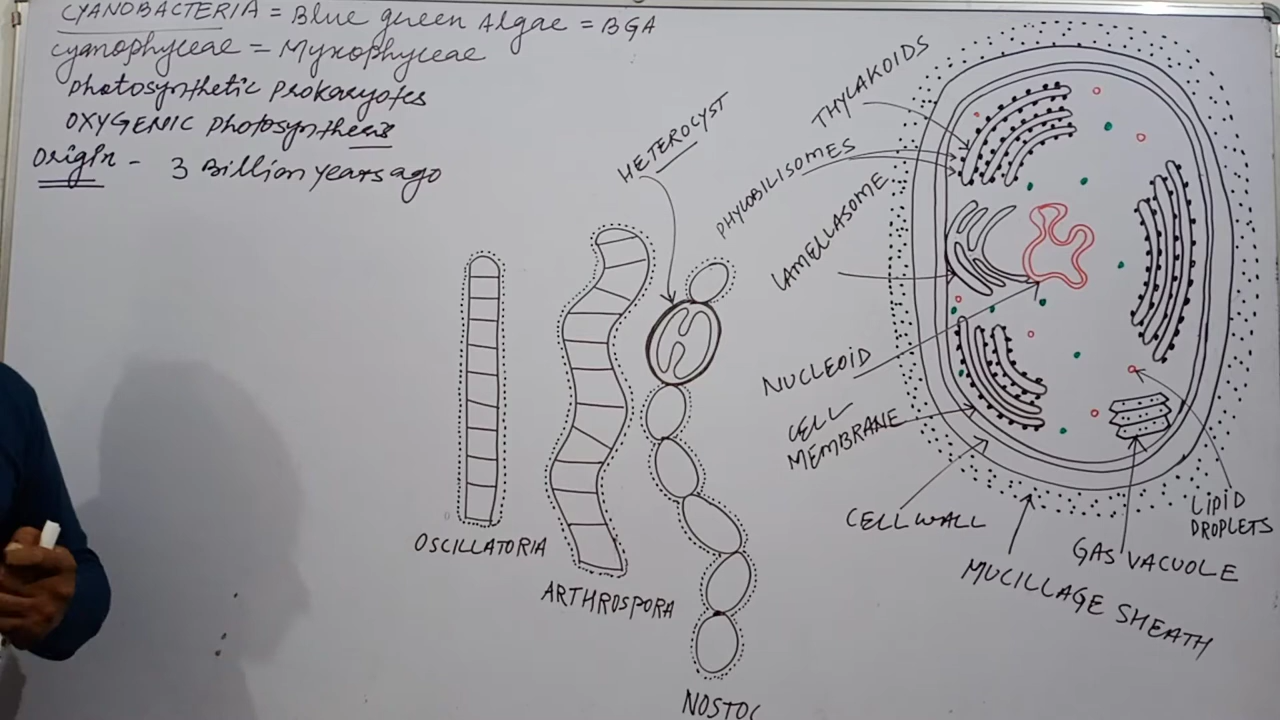 CYANOBACTERIA = Blue green Algae = BGA
Cyanophyceae = Myxophyceae
Photosynthetic Prokaryotes
OXYGENIC Photosynthesis
Origin - 3 Billion years ago
HETEROCYST
OSCILLATORIA
ARTHROSPORA
NOSTOC
THYLAKOIDS
PHYLOBILISOMES
LAMELLASOME
NUCLEOID
CELL
MEMBRANE
CELL WALL
MUCILLAGE SHEATH
GAS VACUOLE
LIPID
DROPLETS